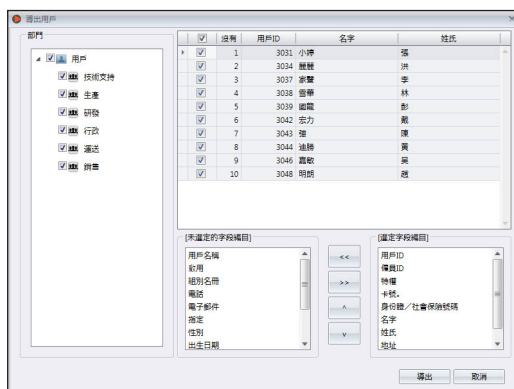 導出用戶
部門
用戶
技術支持
生產
研發
行政
運送
銷售
沒有 用戶ID 名字 姓氏
1 3031 小婷 張
2 3034 麗麗 洪
3 3037 家聲 李
4 3038 雪華 林
5 3039 國龍 彭
6 3042 宏力 戴
7 3043 強 陳
8 3044 迪勝 黃
9 3046 嘉敏 吳
10 3048 明朗 趙
[未選定的字段編目]
用戶名稱
啟用
組別名冊
電話
電子郵件
指定
性別
出生日期
<<
>>
^
v
[選定字段編目]
用戶ID
僱員ID
特權
卡號。
身份證／社會保險號碼
名字
姓氏
地址
導出 取消